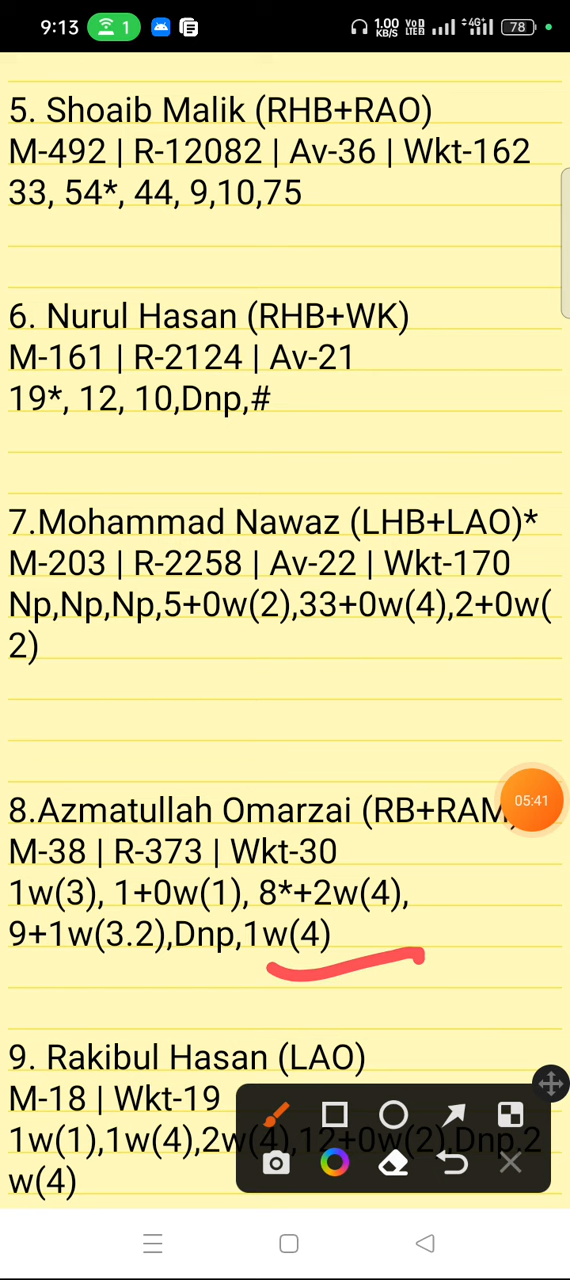 9:13 1 1.00 KB/S VoD LTE2 4G+ 78
5. Shoaib Malik (RHB+RAO)
M-492 | R-12082 | Av-36 | Wkt-162
33, 54*, 44, 9,10,75
6. Nurul Hasan (RHB+WK)
M-161 | R-2124 | Av-21
19*, 12, 10,Dnp,#
7.Mohammad Nawaz (LHB+LAO)*
M-203 | R-2258 | Av-22 | Wkt-170
Np,Np,Np,5+0w(2),33+0w(4),2+0w(
2)
05:41
8.Azmatullah Omarzai (RB+RAM)
M-38 | R-373 | Wkt-30
1w(3), 1+0w(1), 8*+2w(4),
9+1w(3.2),Dnp,1w(4)
9. Rakibul Hasan (LAO)
M-18 | Wkt-19
1w(1),1w(4),2w(4),12+0w(2),Dnp,2
w(4)